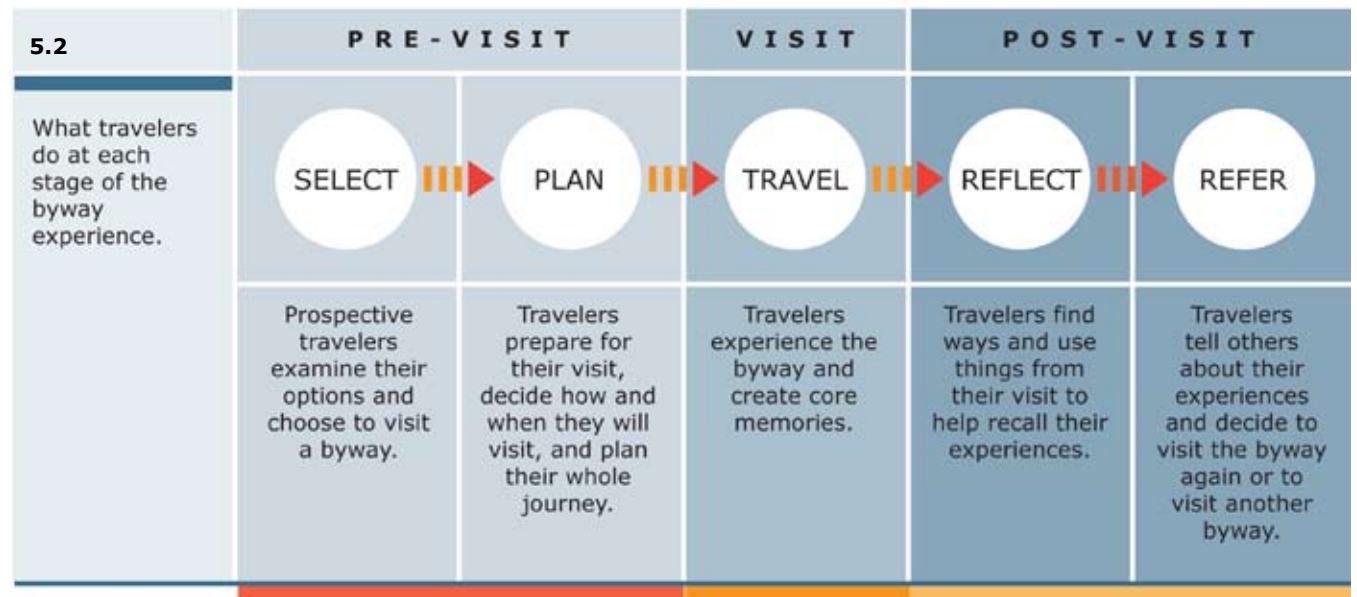 5.2
PRE-VISIT
VISIT
POST-VISIT
What travelers
do at each
stage of the
byway
experience.
SELECT
PLAN
TRAVEL
REFLECT
REFER
Prospective
travelers
examine their
options and
choose to visit
a byway.
Travelers
prepare for
their visit,
decide how and
when they will
visit, and plan
their whole
journey.
Travelers
experience the
byway and
create core
memories.
Travelers find
ways and use
things from
their visit to
help recall their
experiences.
Travelers
tell others
about their
experiences
and decide to
visit the byway
again or to
visit another
byway.